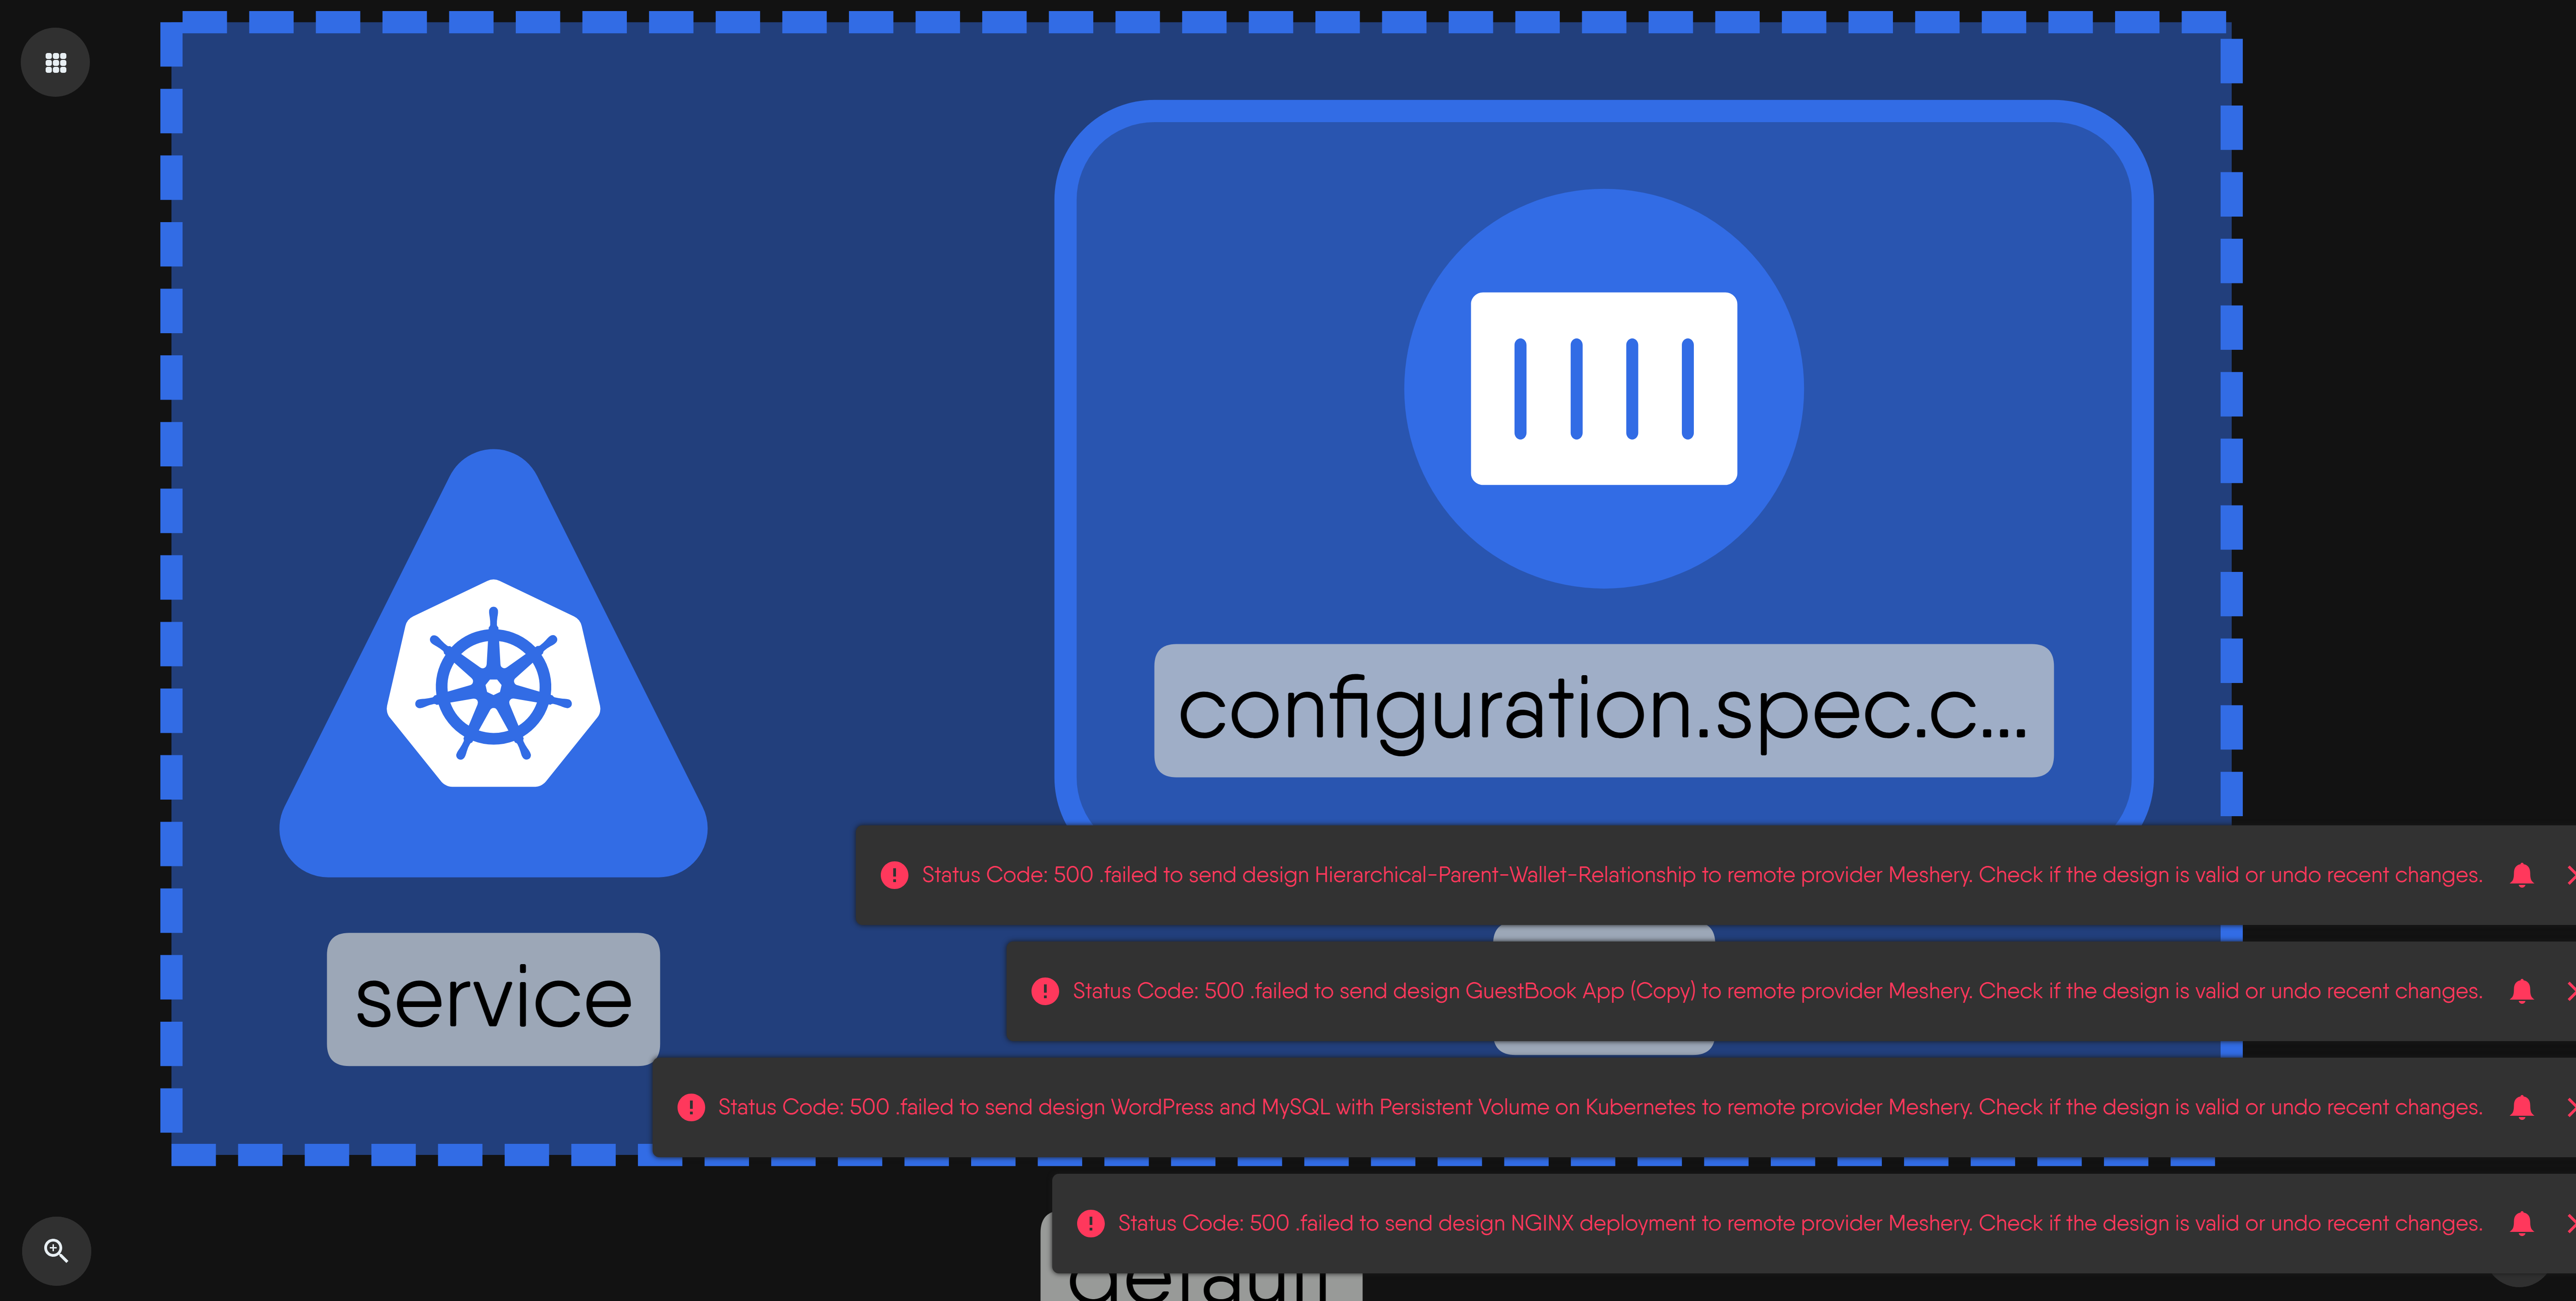 configuration.spec.c...
Status Code: 500 .failed to send design Hierarchical-Parent-Wallet-Relationship to remote provider Meshery. Check if the design is valid or undo recent changes.
service
Status Code: 500 .failed to send design GuestBook App (Copy) to remote provider Meshery. Check if the design is valid or undo recent changes.
Status Code: 500 .failed to send design WordPress and MySQL with Persistent Volume on Kubernetes to remote provider Meshery. Check if the design is valid or undo recent changes.
Status Code: 500 .failed to send design NGINX deployment to remote provider Meshery. Check if the design is valid or undo recent changes.
default